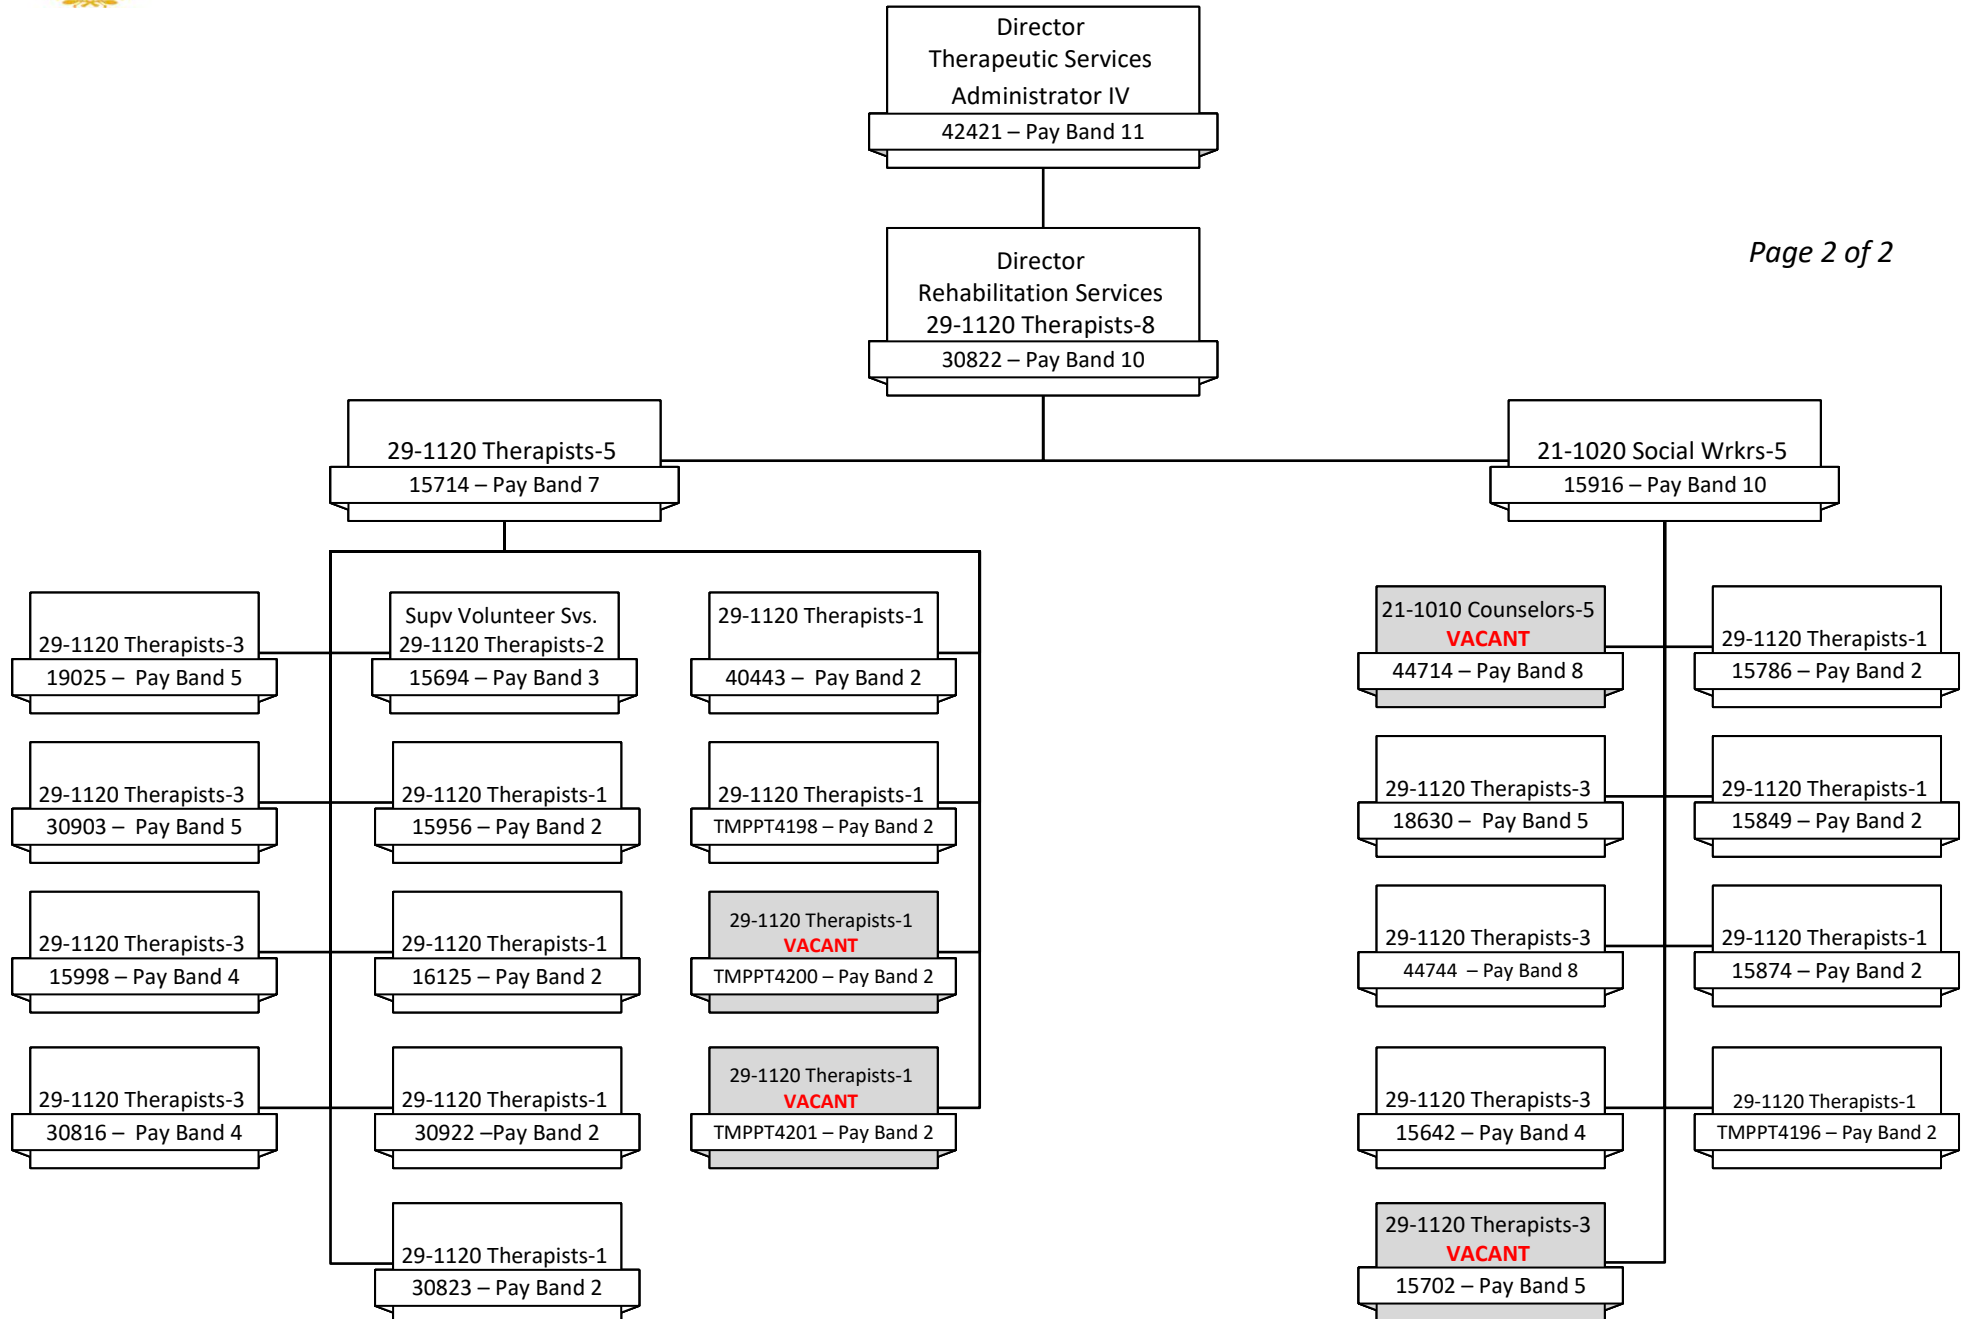 Director
Therapeutic Services
Administrator IV
42421 – Pay Band 11
Page 2 of 2
Director
Rehabilitation Services
29-1120 Therapists-8
30822 – Pay Band 10
29-1120 Therapists-5
15714 – Pay Band 7
21-1020 Social Wrkrs-5
15916 – Pay Band 10
29-1120 Therapists-3
19025 – Pay Band 5
Supv Volunteer Svs.
29-1120 Therapists-2
15694 – Pay Band 3
29-1120 Therapists-1
40443 – Pay Band 2
21-1010 Counselors-5
VACANT
44714 – Pay Band 8
29-1120 Therapists-1
15786 – Pay Band 2
29-1120 Therapists-3
30903 – Pay Band 5
29-1120 Therapists-1
15956 – Pay Band 2
29-1120 Therapists-1
TMPPT4198 – Pay Band 2
29-1120 Therapists-3
18630 – Pay Band 5
29-1120 Therapists-1
15849 – Pay Band 2
29-1120 Therapists-3
15998 – Pay Band 4
29-1120 Therapists-1
16125 – Pay Band 2
29-1120 Therapists-1
VACANT
TMPPT4200 – Pay Band 2
29-1120 Therapists-3
44744 – Pay Band 8
29-1120 Therapists-1
15874 – Pay Band 2
29-1120 Therapists-3
30816 – Pay Band 4
29-1120 Therapists-1
30922 –Pay Band 2
29-1120 Therapists-1
VACANT
TMPPT4201 – Pay Band 2
29-1120 Therapists-3
15642 – Pay Band 4
29-1120 Therapists-1
TMPPT4196 – Pay Band 2
29-1120 Therapists-1
30823 – Pay Band 2
29-1120 Therapists-3
VACANT
15702 – Pay Band 5